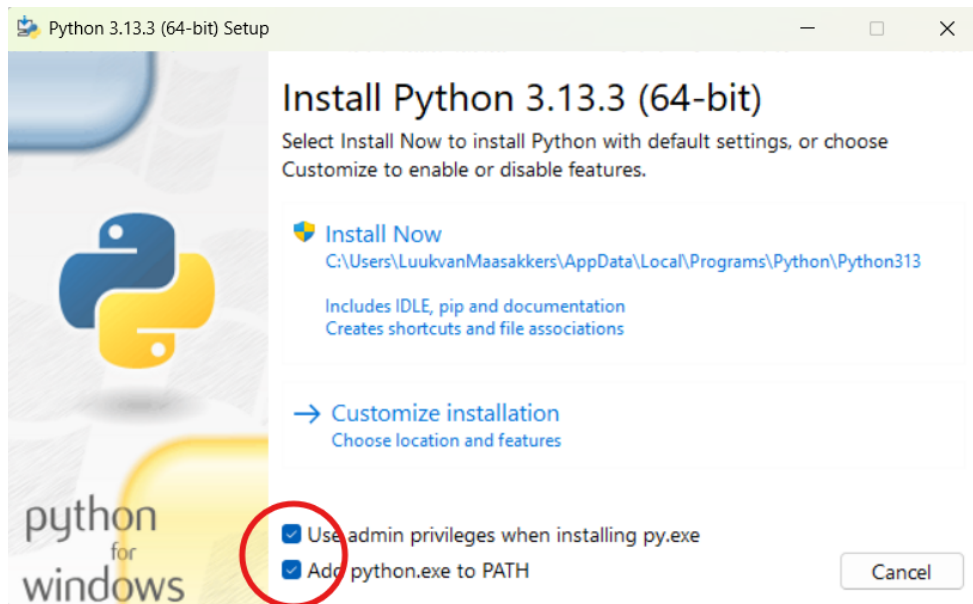 Python 3.13.3 (64-bit) Setup
Install Python 3.13.3 (64-bit)
Select Install Now to install Python with default settings, or choose
Customize to enable or disable features.
Install Now
C:\Users\LuukvanMaasakkers\AppData\Local\Programs\Python\Python313
Includes IDLE, pip and documentation
Creates shortcuts and file associations
Customize installation
Choose location and features
python
for
windows
Use admin privileges when installing py.exe
Add python.exe to PATH
Cancel